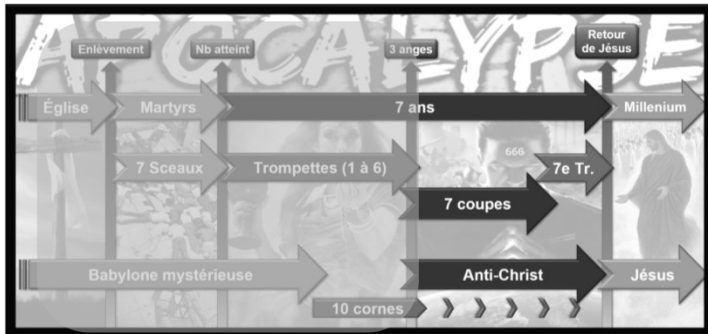 APOCALYPSE
Enlèvement
Nb atteint
3 anges
Retour
de Jésus
Église
Martyrs
7 ans
Millenium
7 Sceaux
Trompettes (1 à 6)
666
7e Tr.
7 coupes
Babylone mystérieuse
Anti-Christ
Jésus
10 cornes